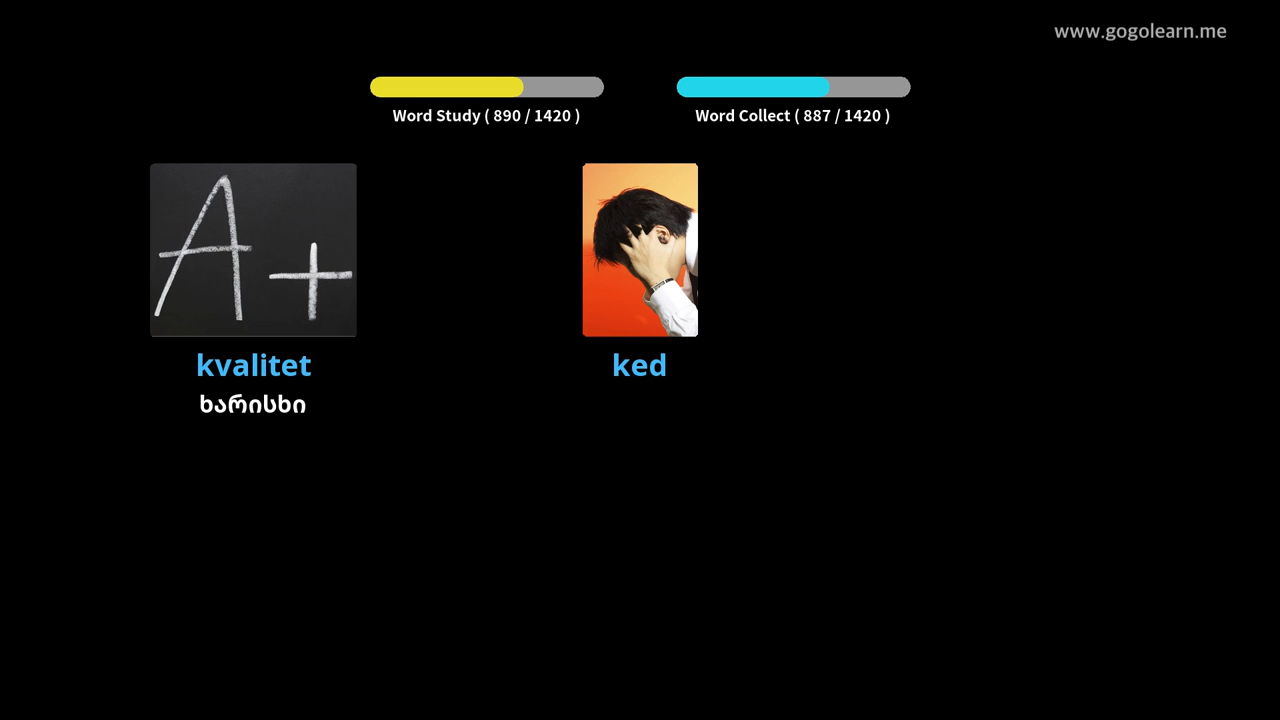 www.gogolearn.me
Word Study ( 890 / 1420 )
Word Collect ( 887 / 1420 )
A+
kvalitet
ხარისხი
ked